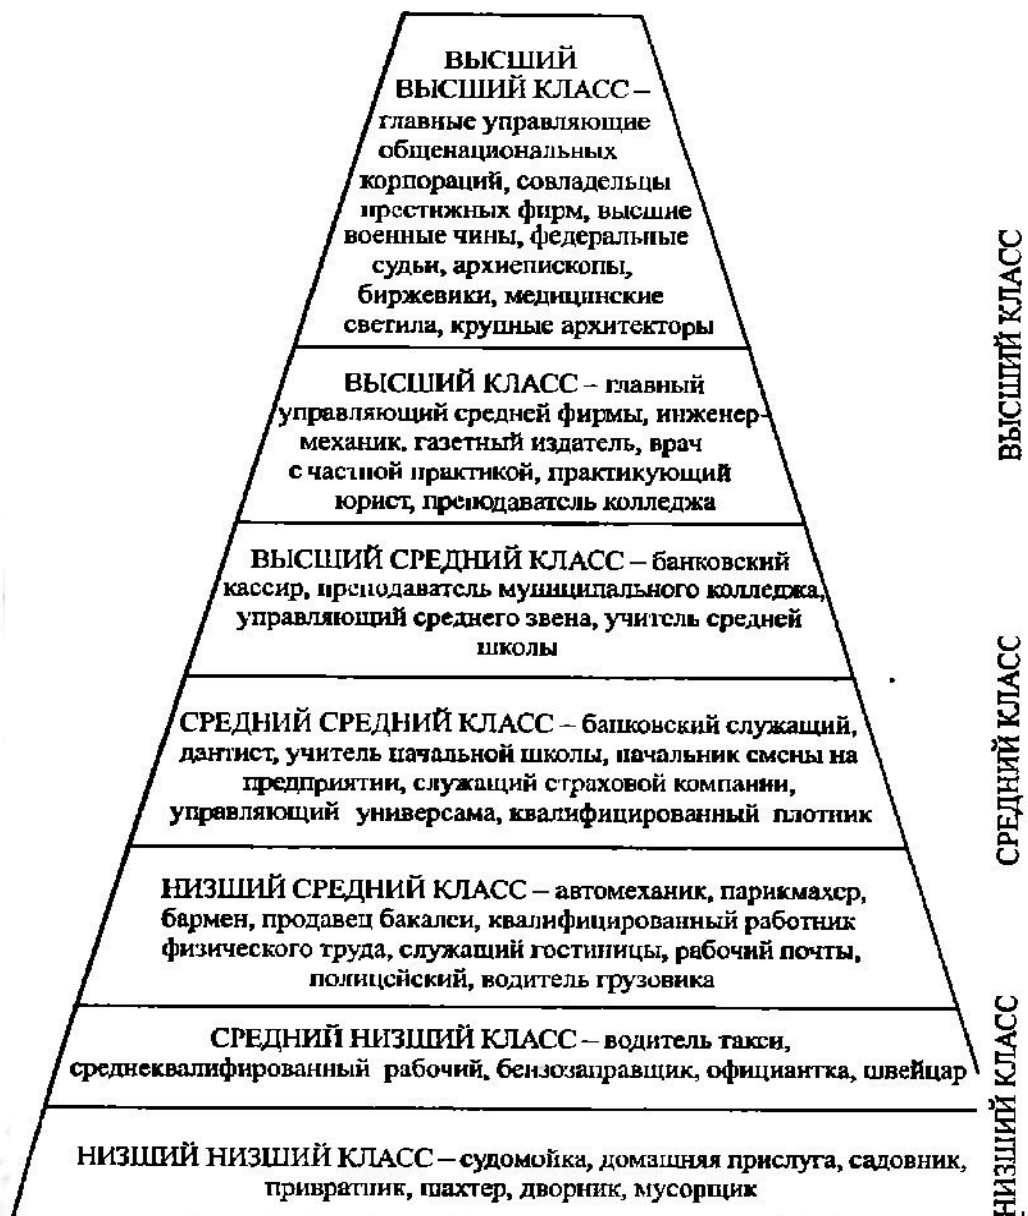 ВЫСШИЙ
ВЫСШИЙ КЛАСС –
главные управляющие
общенациональных
корпораций, совладельцы
престижных фирм, высшие
военные чины, федеральные
судьи, архиепископы,
биржевики, медицинские
светила, крупные архитекторы
ВЫСШИЙ КЛАСС – главный
управляющий средней фирмы, инженер-
механик, газетный издатель, врач
с частной практикой, практикующий
юрист, преподаватель колледжа
ВЫСШИЙ СРЕДНИЙ КЛАСС – банковский
кассир, преподаватель муниципального колледжа,
управляющий среднего звена, учитель средней
школы
СРЕДНИЙ СРЕДНИЙ КЛАСС – банковский служащий,
дантист, учитель начальной школы, начальник смены на
предприятии, служащий страховой компании,
управляющий универсама, квалифицированный плотник
НИЗШИЙ СРЕДНИЙ КЛАСС – автомеханик, парикмахер,
бармен, продавец бакалеи, квалифицированный работник
физического труда, служащий гостиницы, рабочий почты,
полицейский, водитель грузовика
СРЕДНИЙ НИЗШИЙ КЛАСС – водитель такси,
среднеквалифированный рабочий, бензозаправщик, официантка, швейцар
НИЗШИЙ НИЗШИЙ КЛАСС – судомойка, домашняя прислуга, садовник,
привратник, шахтер, дворник, мусорщик
ВЫСШИЙ КЛАСС
СРЕДНИЙ КЛАСС
НИЗШИЙ КЛАСС